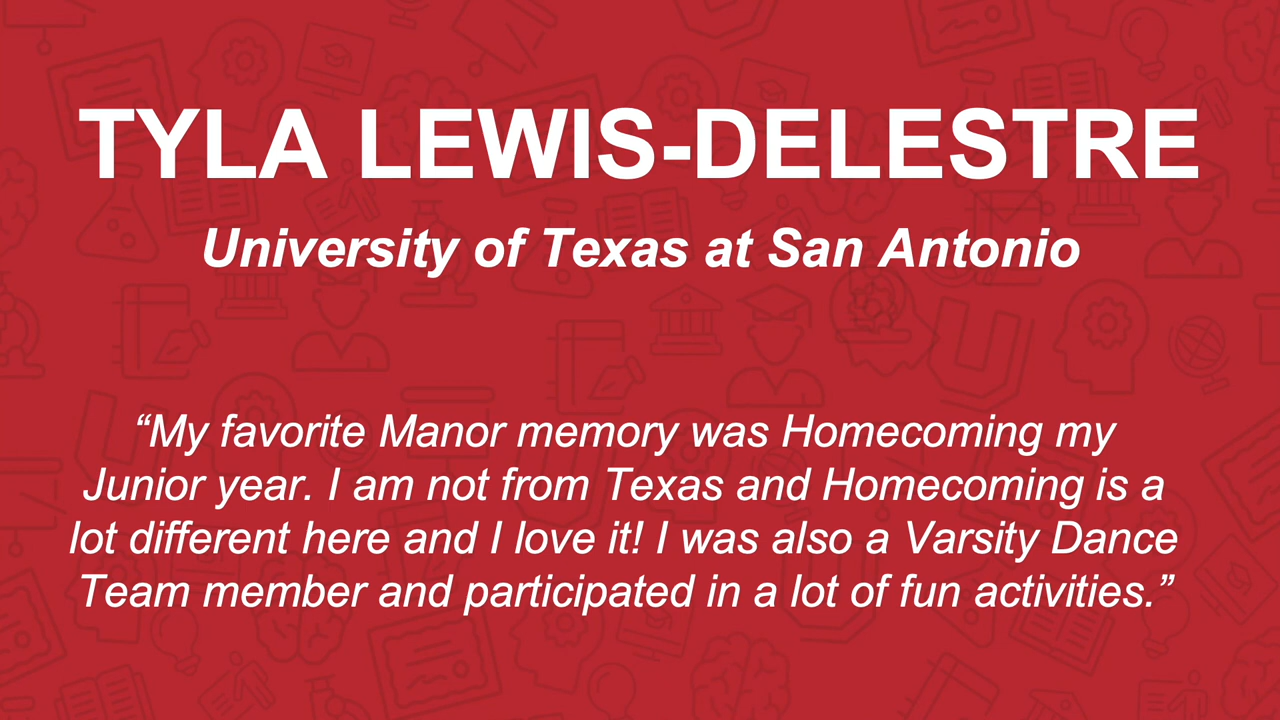 TYLA LEWIS-DELESTRE
University of Texas at San Antonio
“My favorite Manor memory was Homecoming my
Junior year. I am not from Texas and Homecoming is a
lot different here and I love it! I was also a Varsity Dance
Team member and participated in a lot of fun activities.”